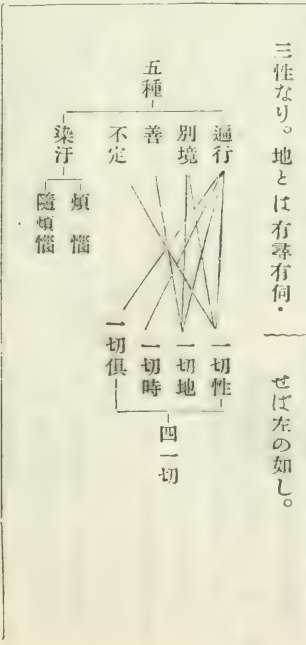 三性なり。地とは有尋有伺・
せば左の如し。
五種
遍行
別境
善
不定
染汙
煩惱
隨煩惱
一切性
一切地
一切時
一切俱
四一切